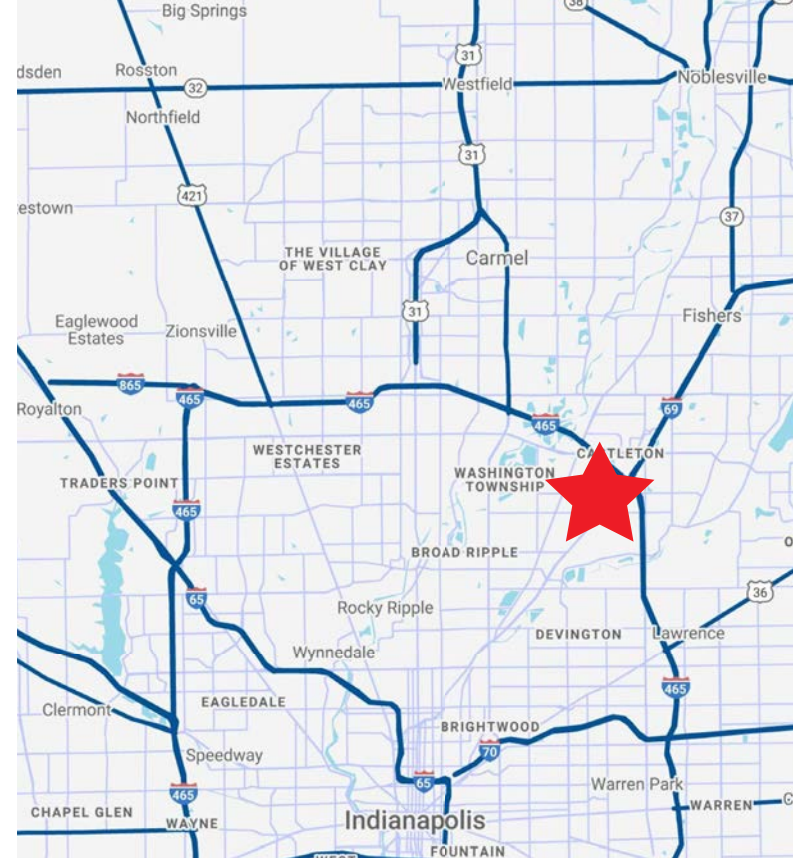 Big Springs
38
31
dsden
Rosston
Westfield
Noblesville
32
Northfield
31
421
estown
37
THE VILLAGE
OF WEST CLAY
Carmel
31
Eaglewood
Estates
Zionsville
Fishers
865
465
465
69
Royalton
465
WESTCHESTER
ESTATES
WASHINGTON
TOWNSHIP
TRADERS POINT
465
BROAD RIPPLE
36
65
Rocky Ripple
DEVINGTON
Lawrence
Wynnedale
465
EAGLEDALE
Clermont
BRIGHTWOOD
70
Speedway
65
Warren Park
465
CHAPEL GLEN
WAYNE
Indianapolis
WARREN
FOUNTAIN